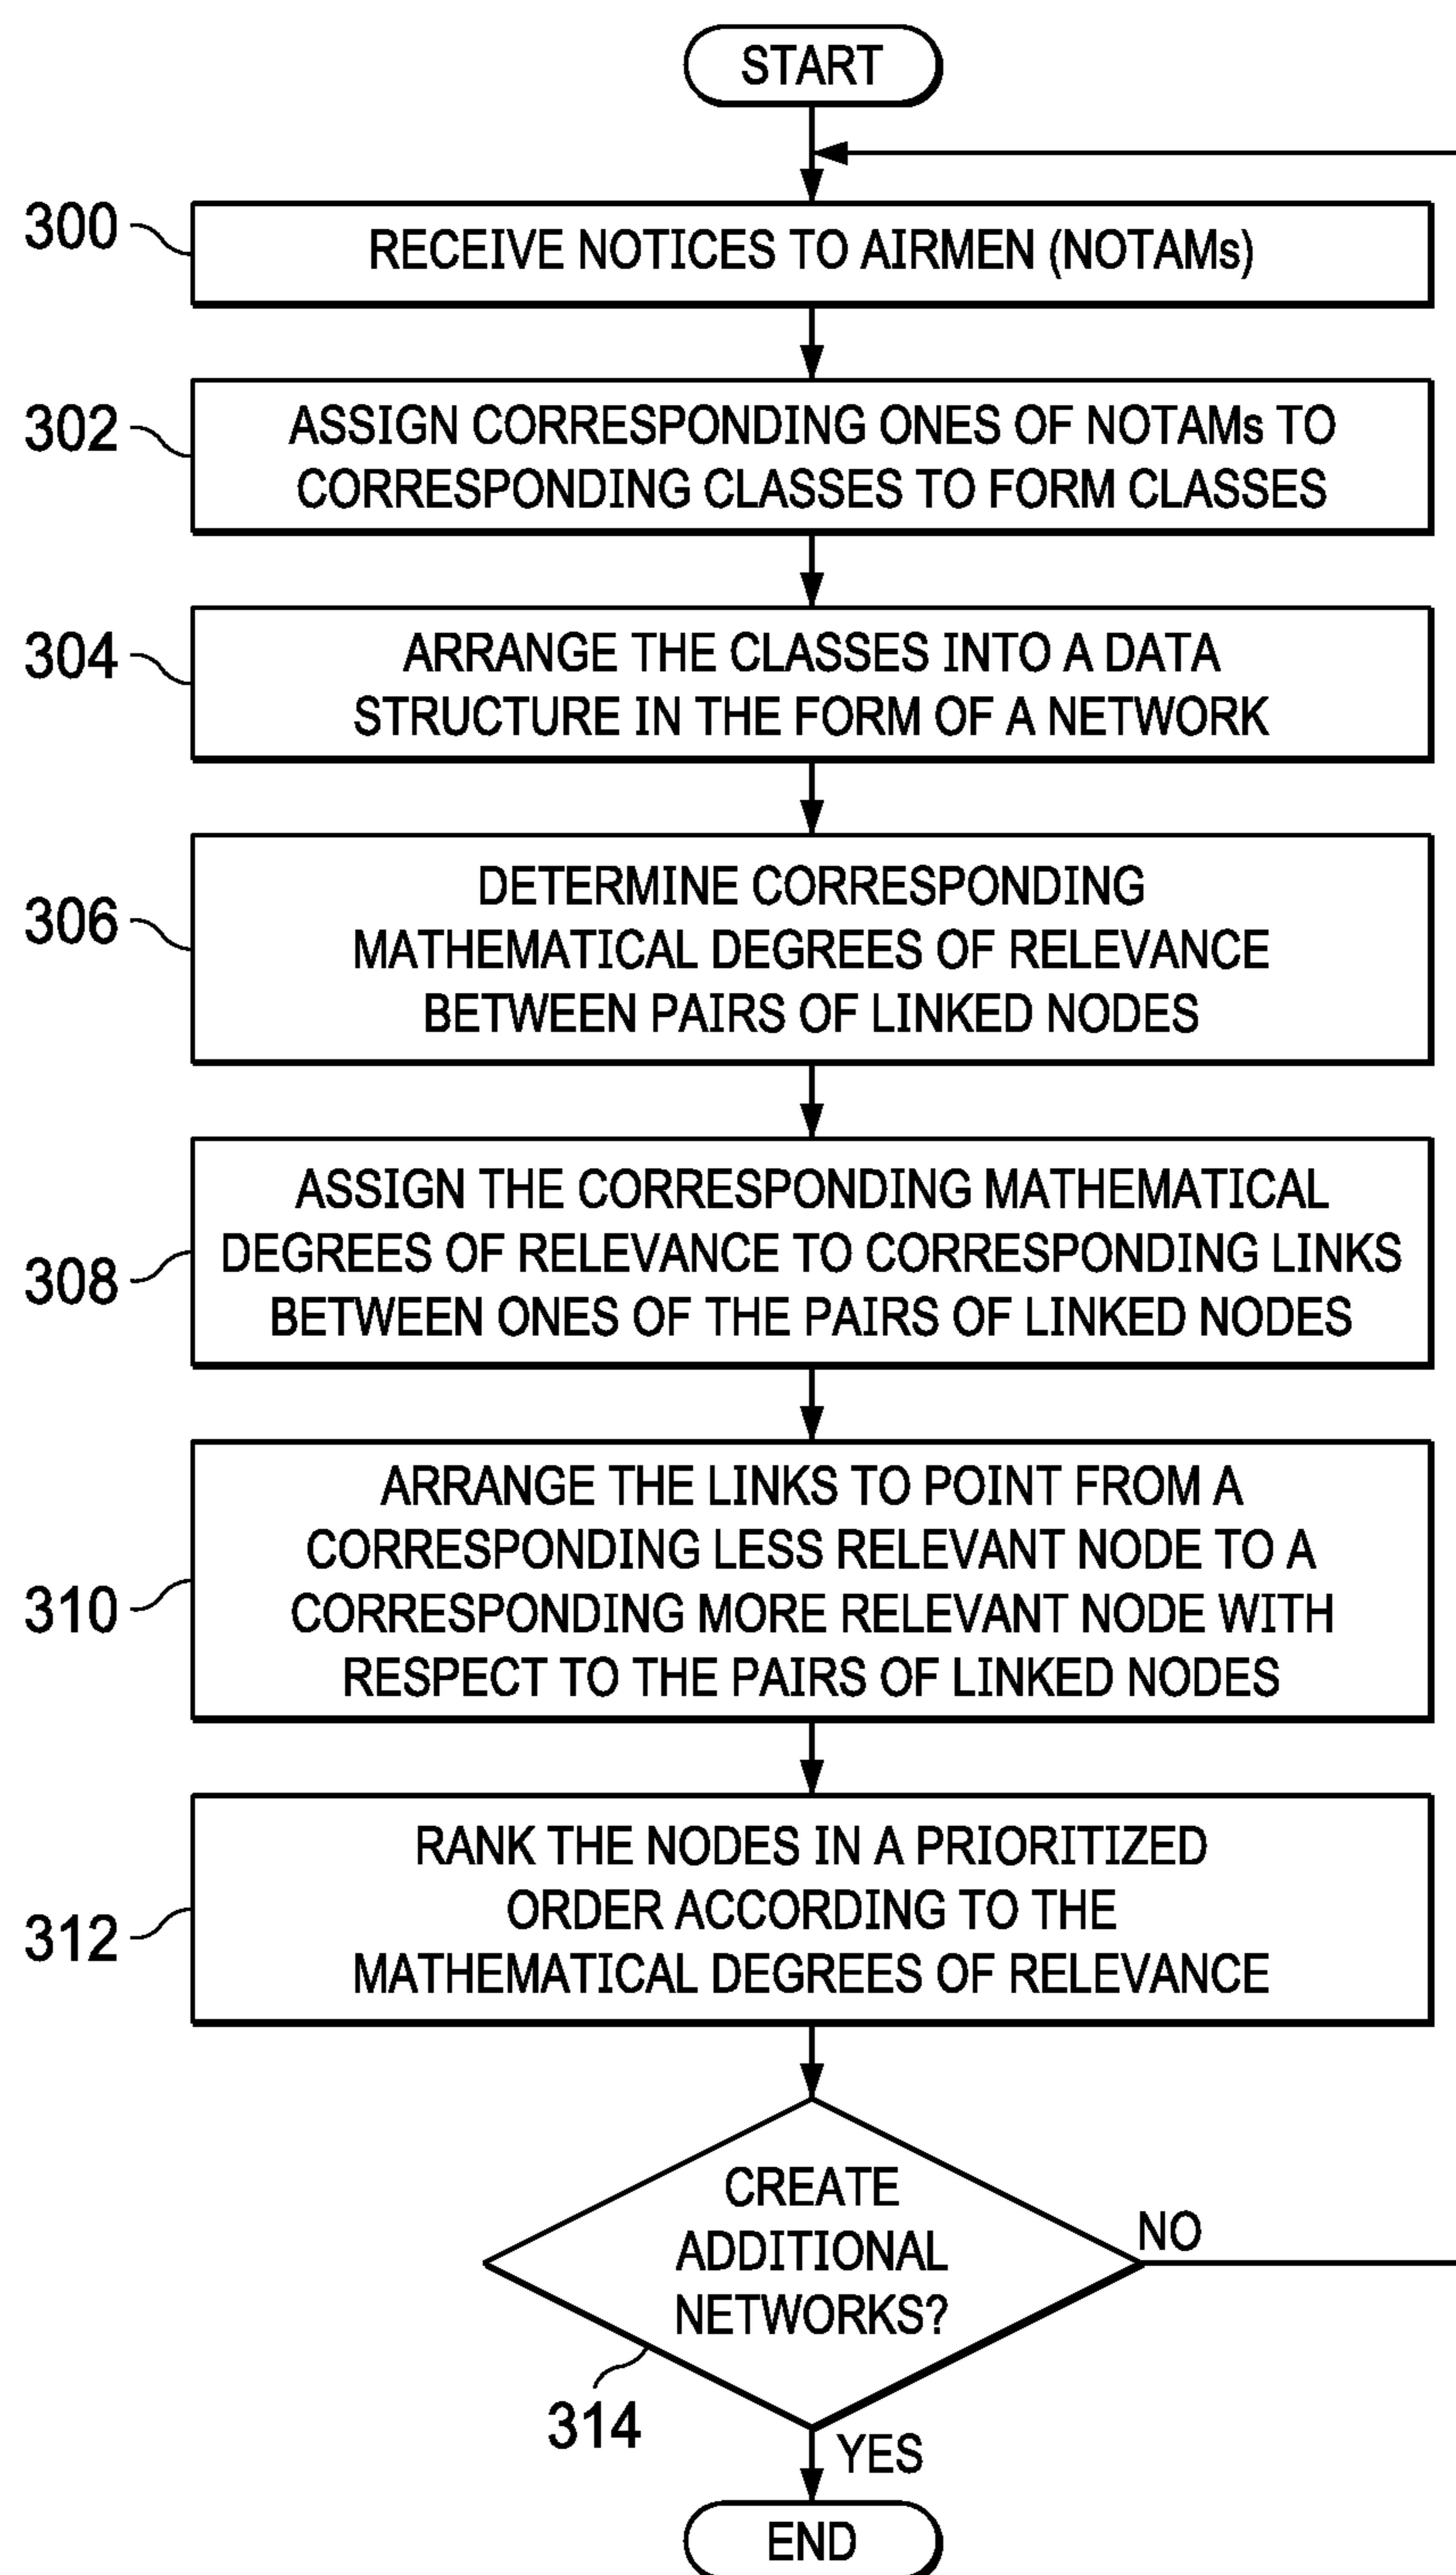 START
300
RECEIVE NOTICES TO AIRMEN (NOTAMs)
302
ASSIGN CORRESPONDING ONES OF NOTAMs TO
CORRESPONDING CLASSES TO FORM CLASSES
304
ARRANGE THE CLASSES INTO A DATA
STRUCTURE IN THE FORM OF A NETWORK
306
DETERMINE CORRESPONDING
MATHEMATICAL DEGREES OF RELEVANCE
BETWEEN PAIRS OF LINKED NODES
308
ASSIGN THE CORRESPONDING MATHEMATICAL
DEGREES OF RELEVANCE TO CORRESPONDING LINKS
BETWEEN ONES OF THE PAIRS OF LINKED NODES
310
ARRANGE THE LINKS TO POINT FROM A
CORRESPONDING LESS RELEVANT NODE TO A
CORRESPONDING MORE RELEVANT NODE WITH
RESPECT TO THE PAIRS OF LINKED NODES
312
RANK THE NODES IN A PRIORITIZED
ORDER ACCORDING TO THE
MATHEMATICAL DEGREES OF RELEVANCE
CREATE
ADDITIONAL
NETWORKS?
NO
314
YES
END